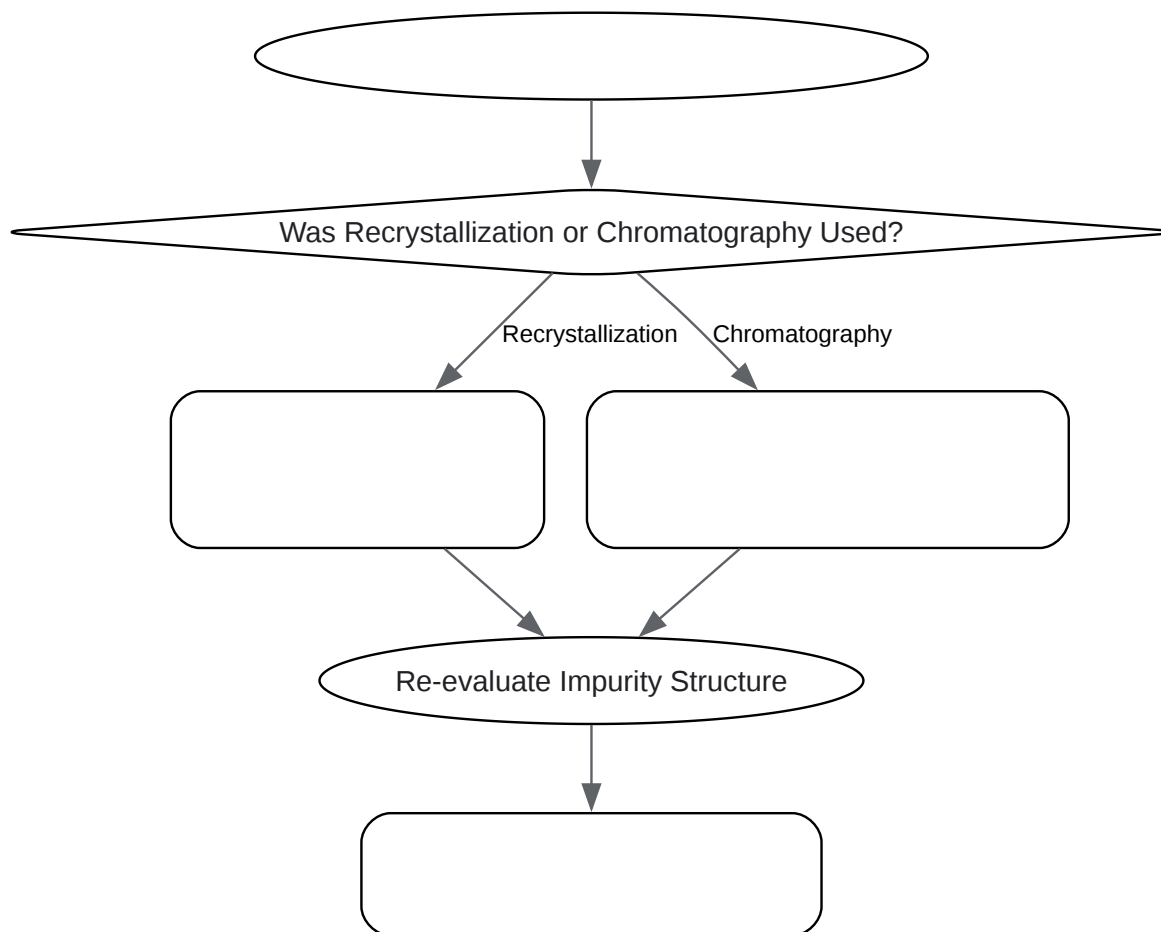 Was Recrystallization or Chromatography Used?
Recrystallization
Chromatography
Re-evaluate Impurity Structure